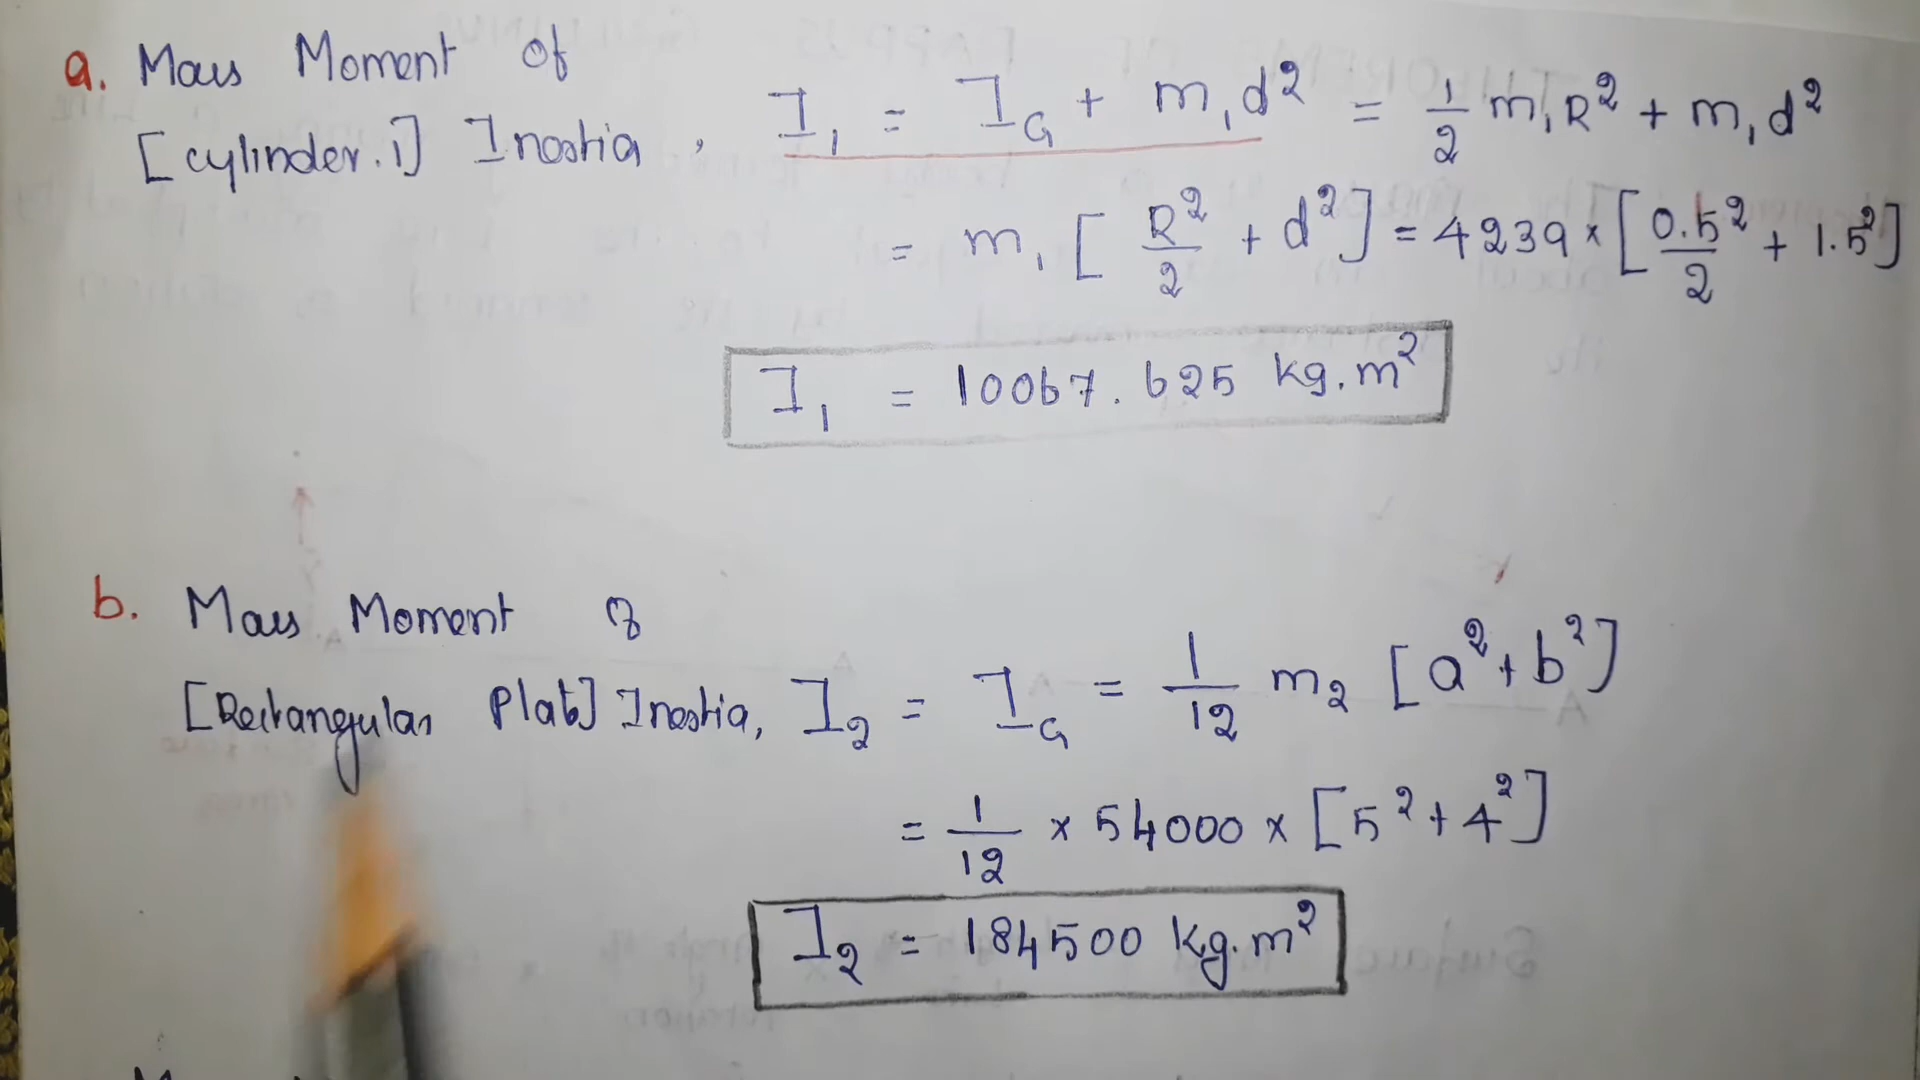 a. Mass Moment of
[cylinder.1] Inertia, I₁ = I_G + m₁d² = 1/2 m₁R² + m₁d²
= m₁ [ R²/2 + d² ] = 4239 × [ 0.5²/2 + 1.5² ]
I₁ = 10067.625 kg.m²
b. Mass Moment of
[Rectangular Plate] Inertia, I₂ = I_G = 1/12 m₂ [a² + b²]
= 1/12 × 54000 × [5² + 4²]
I₂ = 184500 kg.m²